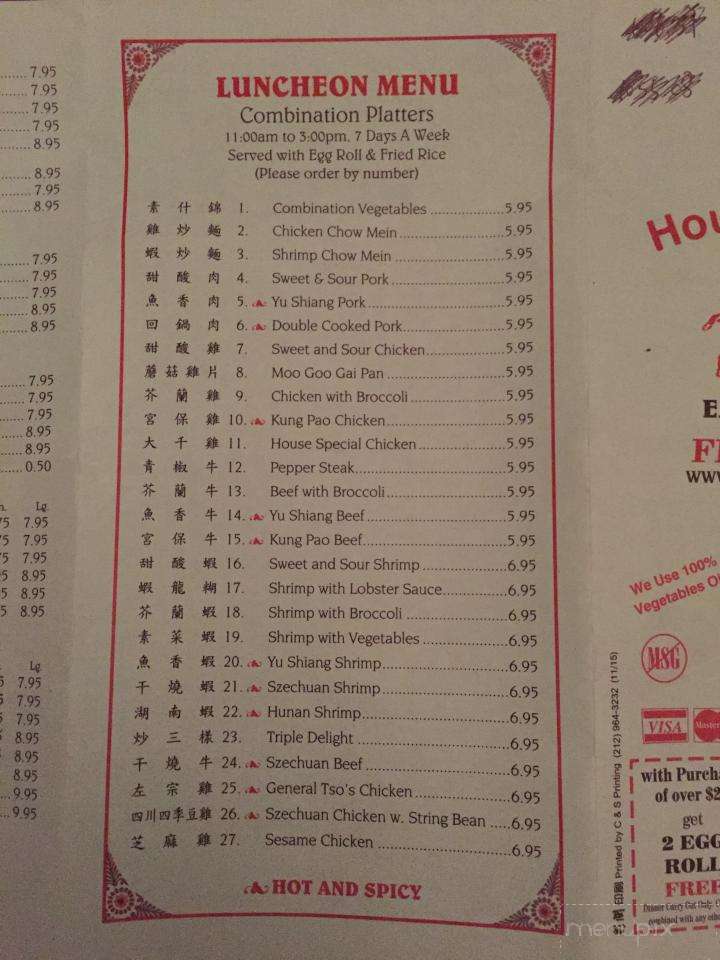 7.95
7.95
7.95
7.95
8.95
8.95
7.95
8.95
7.95
7.95
7.95
8.95
8.95
7.95
7.95
7.95
8.95
8.95
0.50
Lg.
7.95
7.95
7.95
8.95
8.95
8.95
Lg.
7.95
7.95
7.95
8.95
8.95
8.95
9.95
9.95
LUNCHEON MENU
Combination Platters
11:00am to 3:00pm, 7 Days A Week
Served with Egg Roll & Fried Rice
(Please order by number)
素什錦 1. Combination Vegetables 5.95
雞炒麵 2. Chicken Chow Mein 5.95
蝦炒麵 3. Shrimp Chow Mein 5.95
甜酸肉 4. Sweet & Sour Pork 5.95
魚香肉 5. Yu Shiang Pork 5.95
回鍋肉 6. Double Cooked Pork 5.95
甜酸雞 7. Sweet and Sour Chicken 5.95
蘑菇雞片 8. Moo Goo Gai Pan 5.95
芥蘭雞 9. Chicken with Broccoli 5.95
宮保雞 10. Kung Pao Chicken 5.95
大千雞 11. House Special Chicken 5.95
青椒牛 12. Pepper Steak 5.95
芥蘭牛 13. Beef with Broccoli 5.95
魚香牛 14. Yu Shiang Beef 5.95
宮保牛 15. Kung Pao Beef 5.95
甜酸蝦 16. Sweet and Sour Shrimp 6.95
蝦龍糊 17. Shrimp with Lobster Sauce 6.95
芥蘭蝦 18. Shrimp with Broccoli 6.95
素菜蝦 19. Shrimp with Vegetables 6.95
魚香蝦 20. Yu Shiang Shrimp 6.95
干燒蝦 21. Szechuan Shrimp 6.95
湖南蝦 22. Hunan Shrimp 6.95
炒三樣 23. Triple Delight 6.95
干燒牛 24. Szechuan Beef 6.95
左宗雞 25. General Tso's Chicken 6.95
四川四季豆雞 26. Szechuan Chicken w. String Bean 6.95
芝麻雞 27. Sesame Chicken 6.95
HOT AND SPICY
Printed by C & S Printing (212) 964-3232 (11/15)
Hou
We Use 100%
Vegetables O
MSG
VISA
Master
with Purcha
of over $2
get
2 EGG
ROLL
FREE
Dinner Carry Out Only.
combined with any othe
menupix